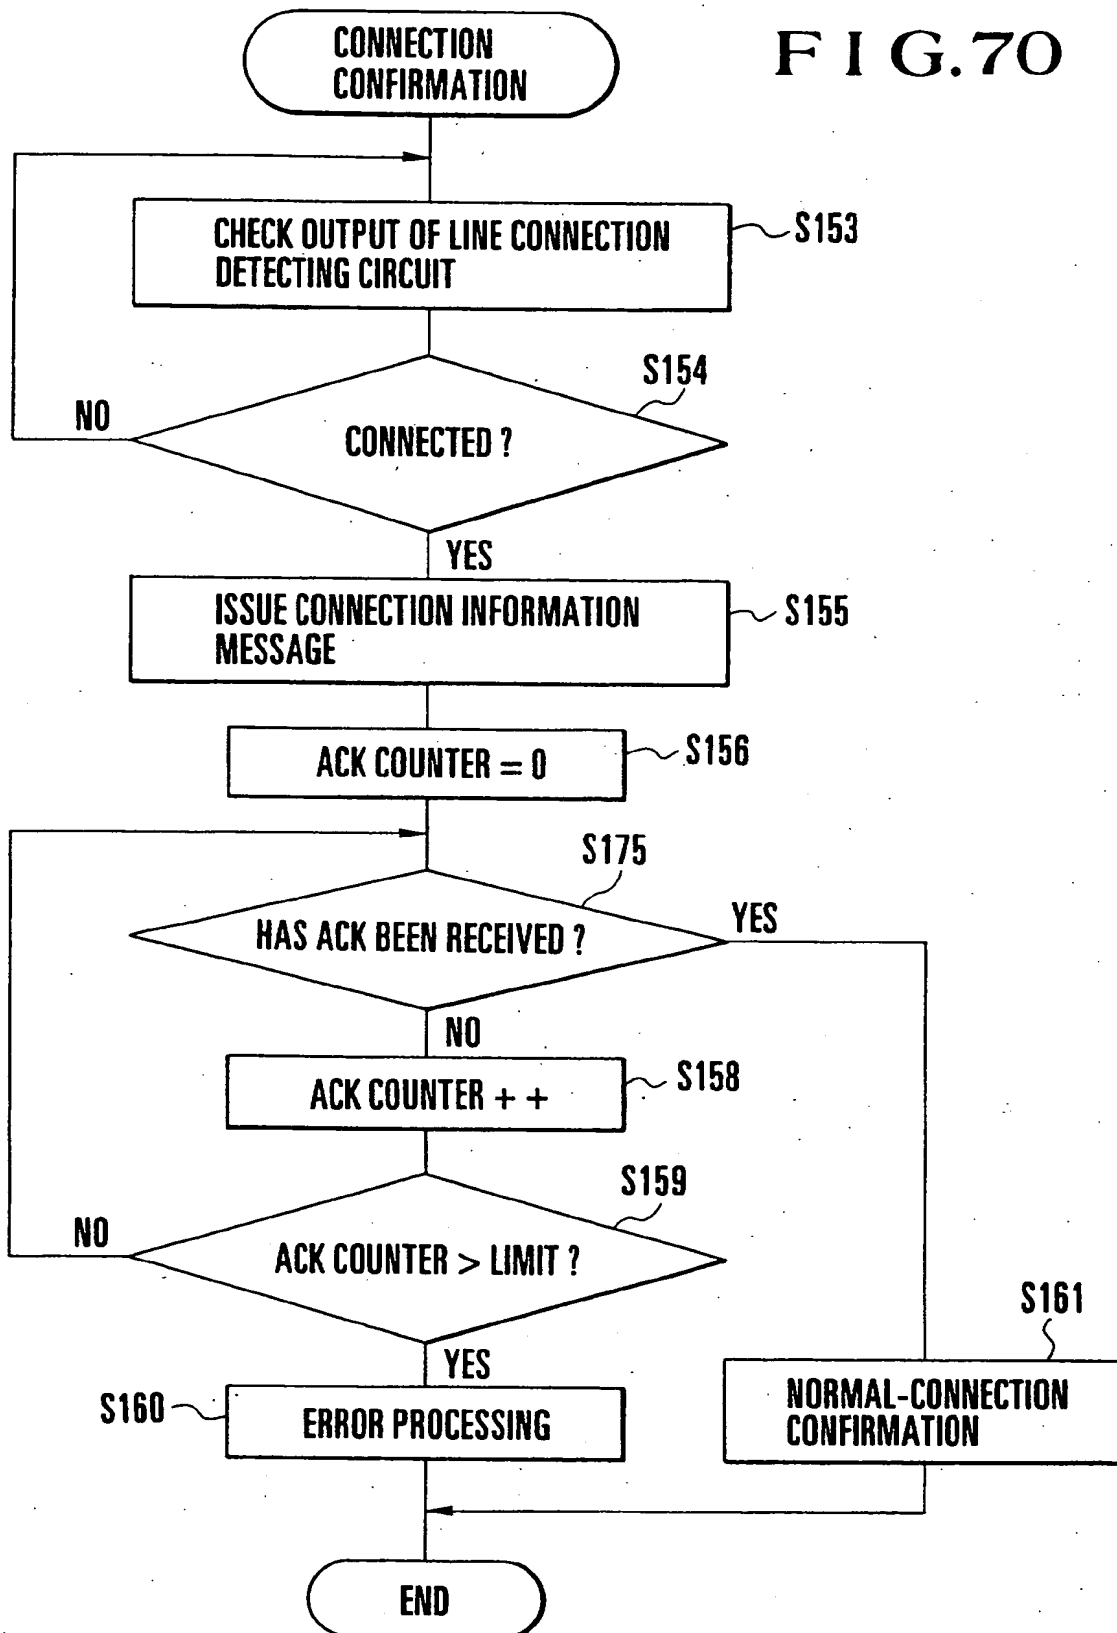 FIG.70
CONNECTION
CONFIRMATION
CHECK OUTPUT OF LINE CONNECTION
DETECTING CIRCUIT
S153
S154
NO
CONNECTED ?
YES
ISSUE CONNECTION INFORMATION
MESSAGE
S155
ACK COUNTER = 0
S156
S175
HAS ACK BEEN RECEIVED ?
YES
NO
ACK COUNTER + +
S158
S159
NO
ACK COUNTER > LIMIT ?
YES
S160
ERROR PROCESSING
S161
NORMAL-CONNECTION
CONFIRMATION
END